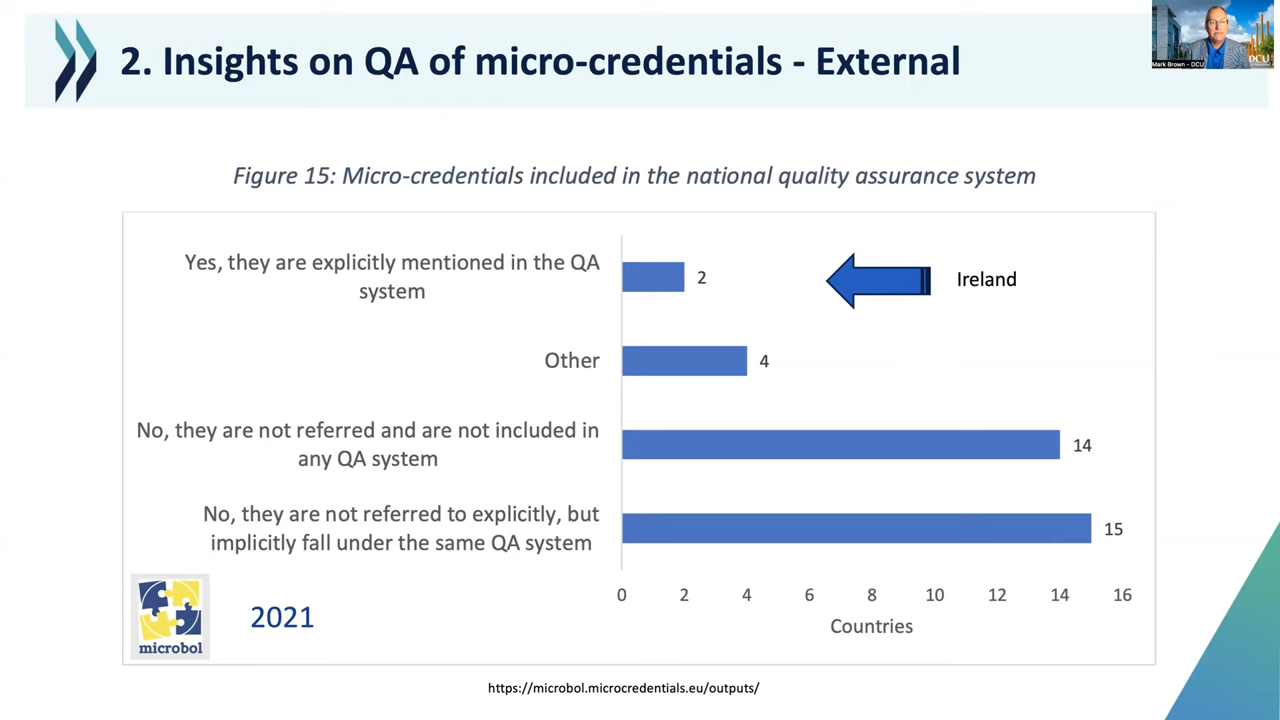 2. Insights on QA of micro-credentials - External
Mark Brown - DCU
DCU
Figure 15: Micro-credentials included in the national quality assurance system
Yes, they are explicitly mentioned in the QA
system
2
Ireland
Other
4
No, they are not referred and are not included in
any QA system
14
No, they are not referred to explicitly, but
implicitly fall under the same QA system
15
0 2 4 6 8 10 12 14 16
Countries
microbol
2021
https://microbol.microcredentials.eu/outputs/